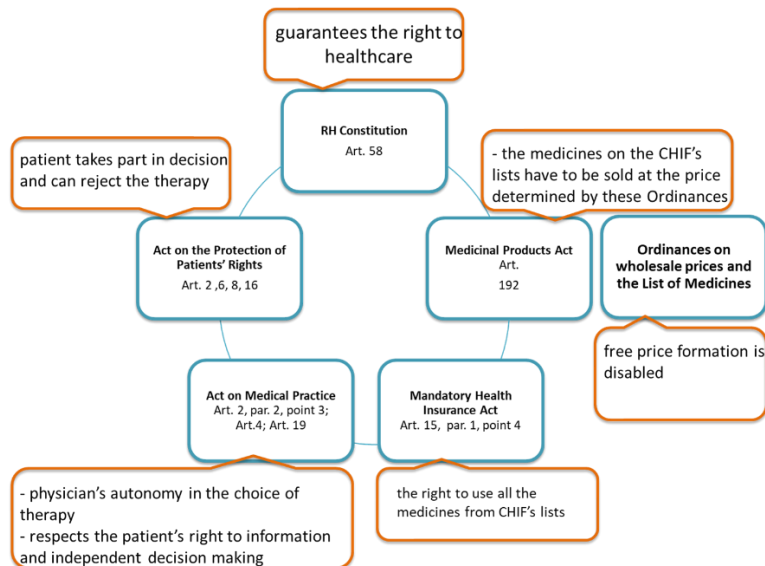 guarantees the right to
healthcare
RH Constitution
Art. 58
patient takes part in decision
and can reject the therapy
- the medicines on the CHIF's
lists have to be sold at the price
determined by these Ordinances
Act on the Protection of
Patients' Rights
Art. 2 ,6, 8, 16
Medicinal Products Act
Art.
192
Ordinances on
wholesale prices and
the List of Medicines
free price formation is
disabled
Act on Medical Practice
Art. 2, par. 2, point 3;
Art.4; Art. 19
Mandatory Health
Insurance Act
Art. 15, par. 1, point 4
- physician's autonomy in the choice of
therapy
- respects the patient's right to information
and independent decision making
the right to use all the
medicines from CHIF's lists